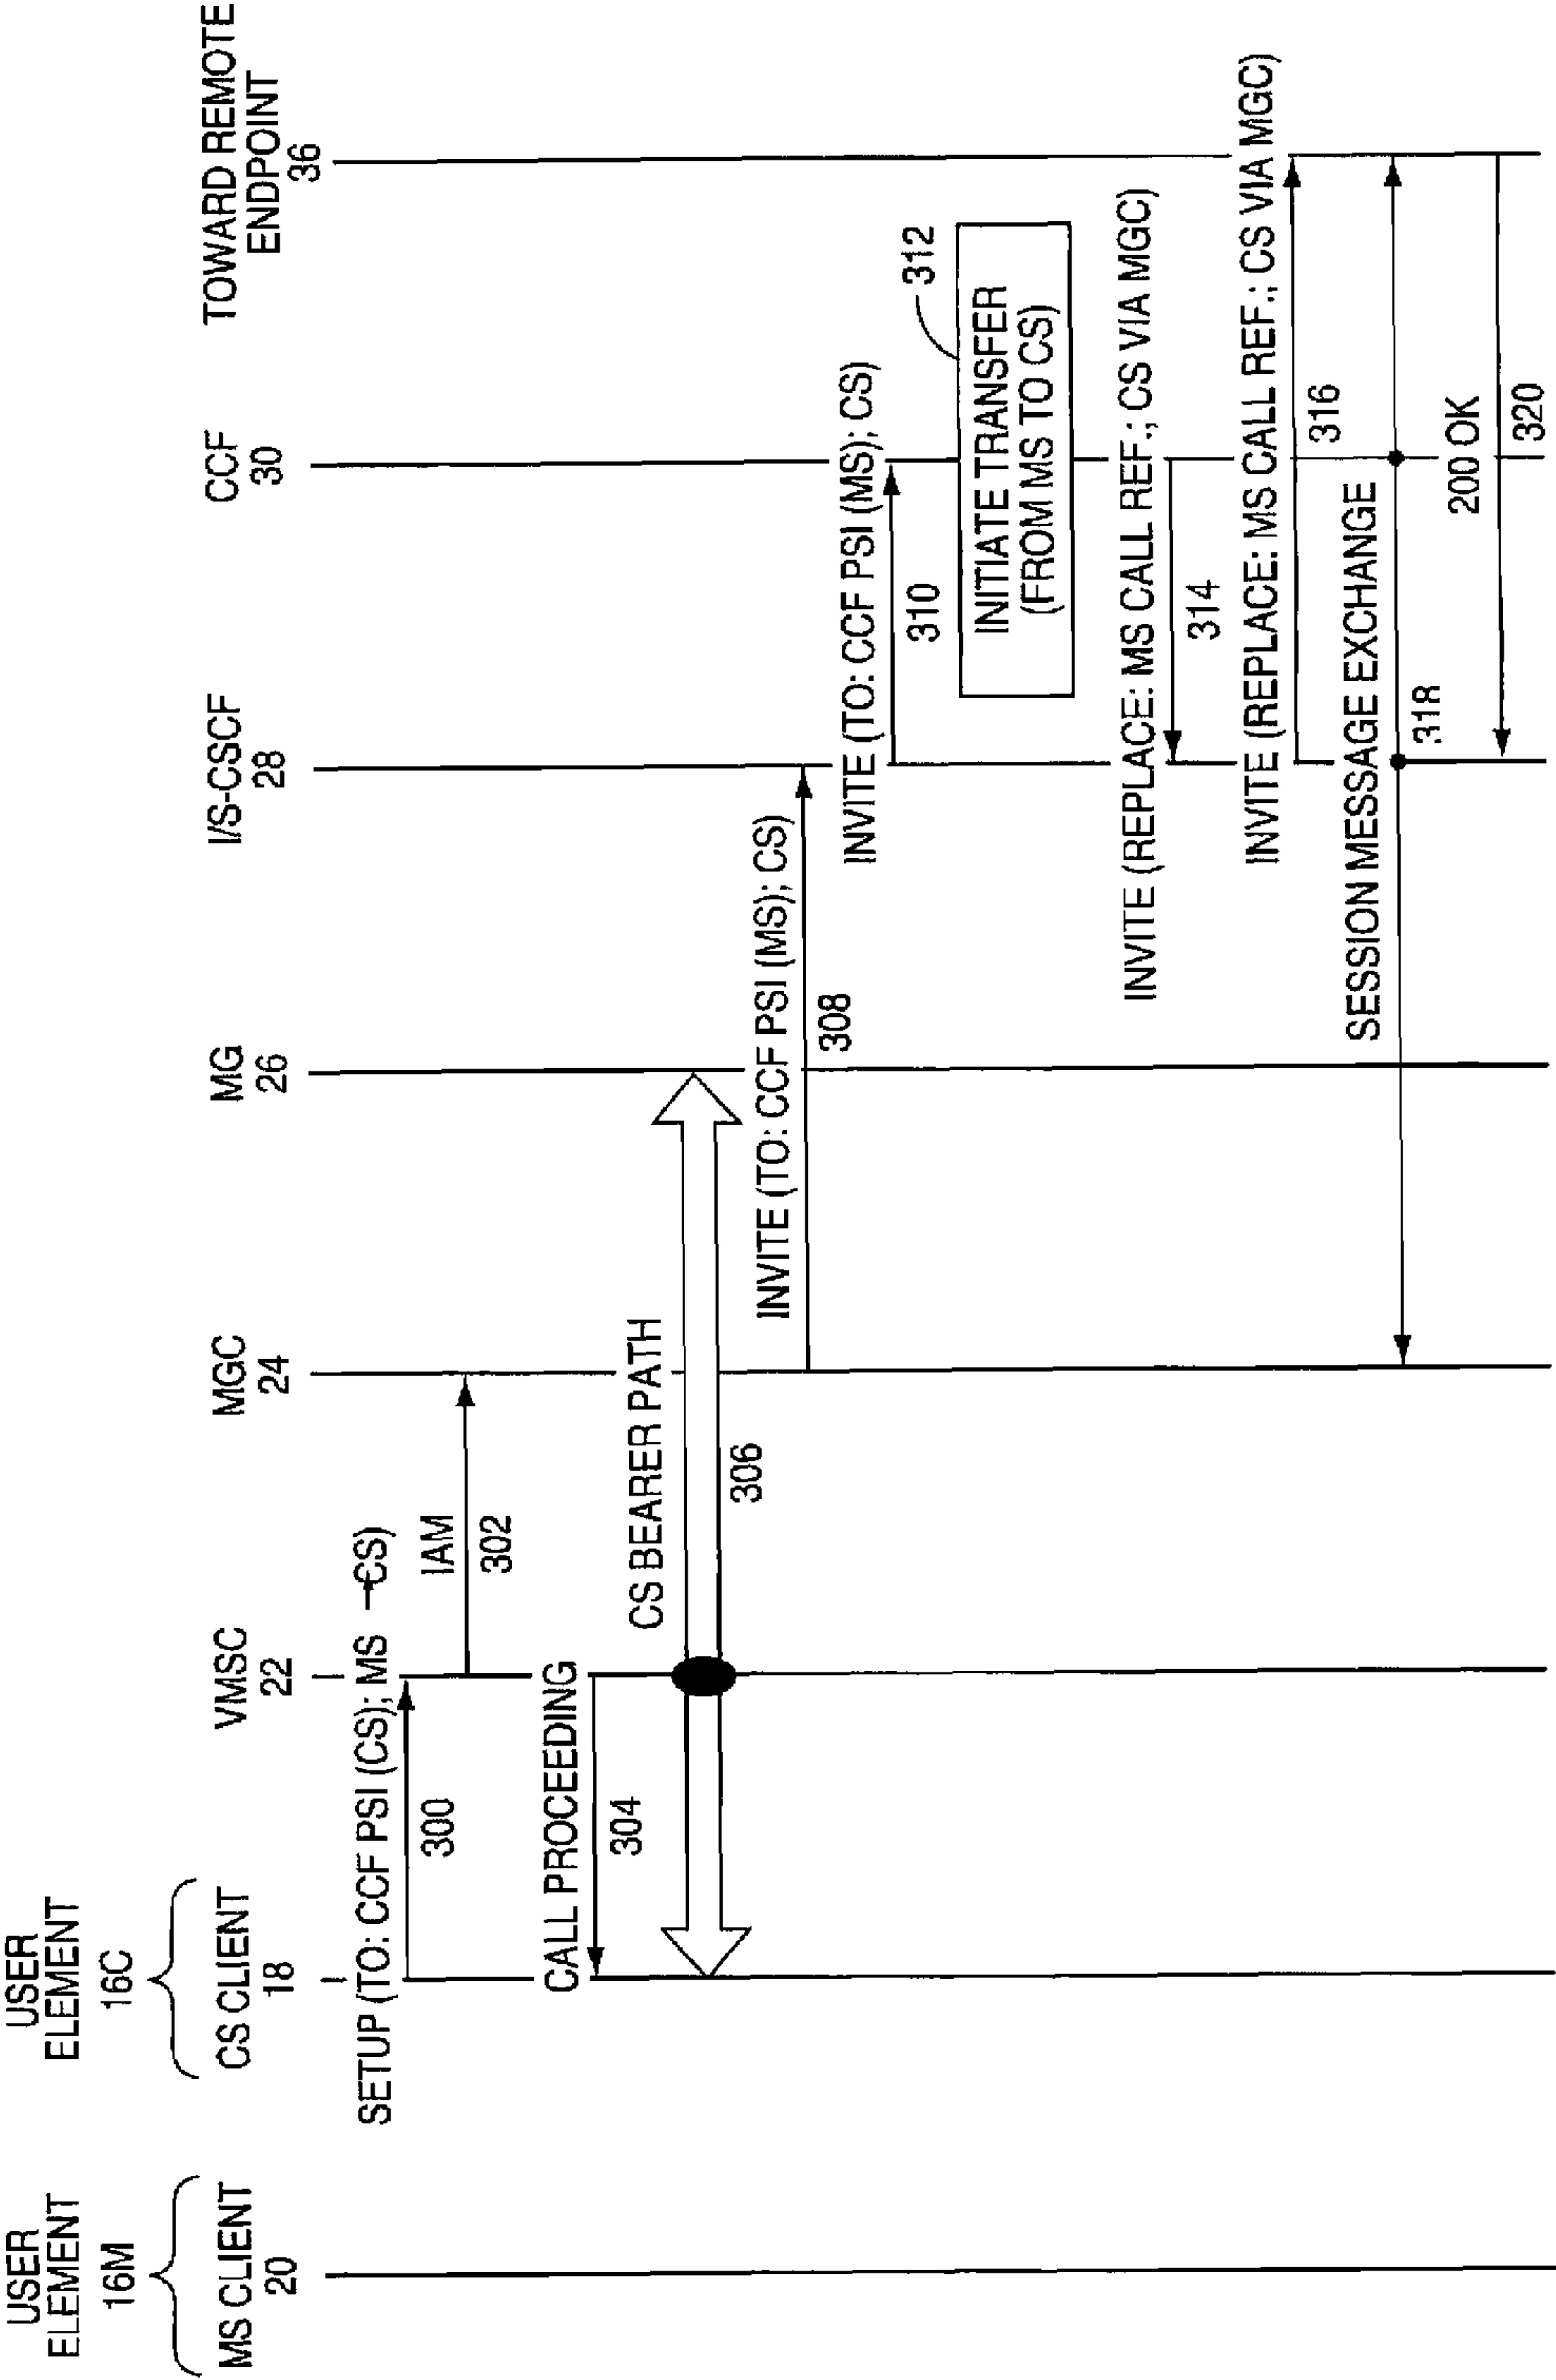 USER
ELEMENT
16M
MS CLIENT
20
USER
ELEMENT
16C
CS CLIENT
18
VMSC
22
MGC
24
MG
26
I/S-CSCF
28
CCF
30
TOWARD REMOTE
ENDPOINT
36
SETUP (TO: CCF PSI (CS); MS → CS)
300
IAM
302
CALL PROCEEDING
304
CS BEARER PATH
306
INVITE (TO: CCF PSI (MS); CS)
308
INVITE (TO: CCF PSI (MS); CS)
310
312
INITIATE TRANSFER
(FROM MS TO CS)
INVITE (REPLACE: MS CALL REF.; CS VIA MGC)
314
INVITE (REPLACE: MS CALL REF.; CS VIA MGC)
316
SESSION MESSAGE EXCHANGE
318
200 OK
320